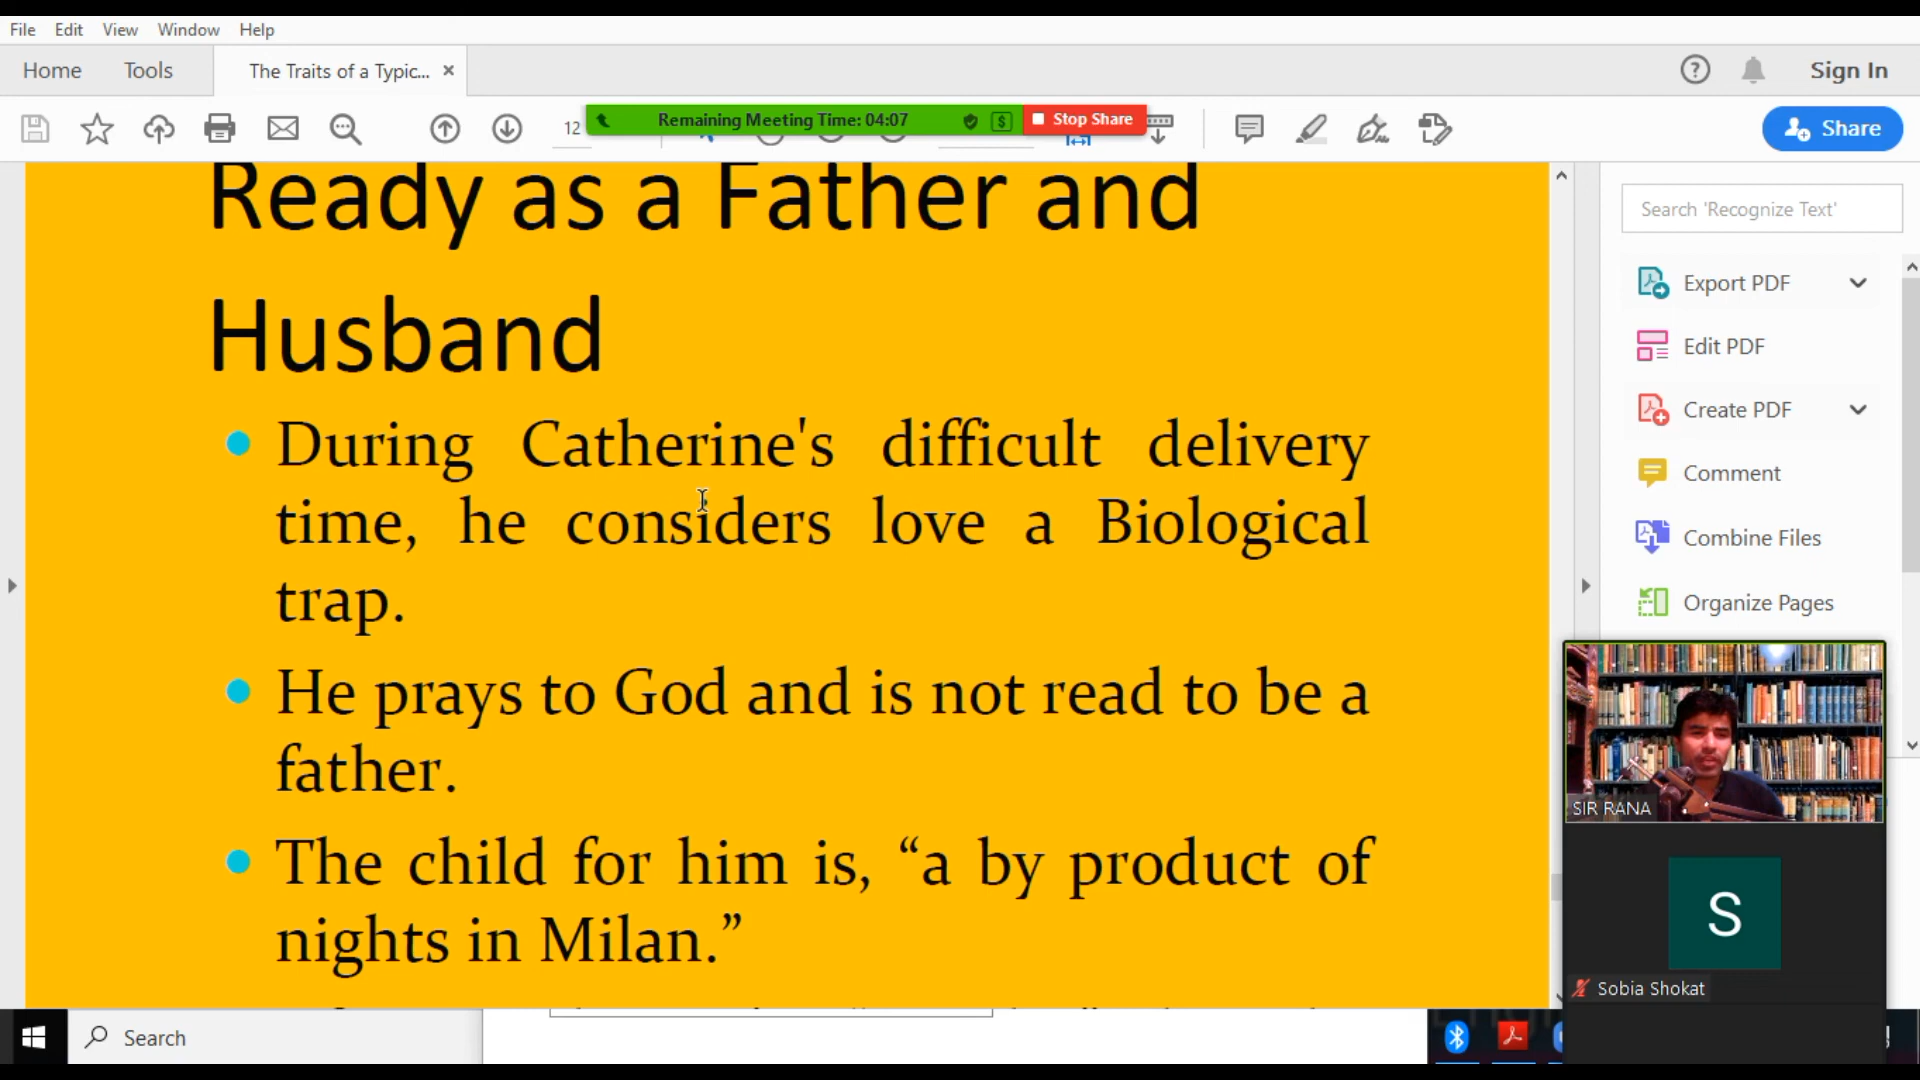 File Edit View Window Help
Home Tools The Traits of a Typic... Sign In
12
Remaining Meeting Time: 04:07 Stop Share
Share
Ready as a Father and
Husband
During Catherine's difficult delivery
time, he considers love a Biological
trap.
He prays to God and is not read to be a
father.
The child for him is, “a by product of
nights in Milan.”
Search 'Recognize Text'
Export PDF
Edit PDF
Create PDF
Comment
Combine Files
Organize Pages
SIR RANA
S
Sobia Shokat
Search